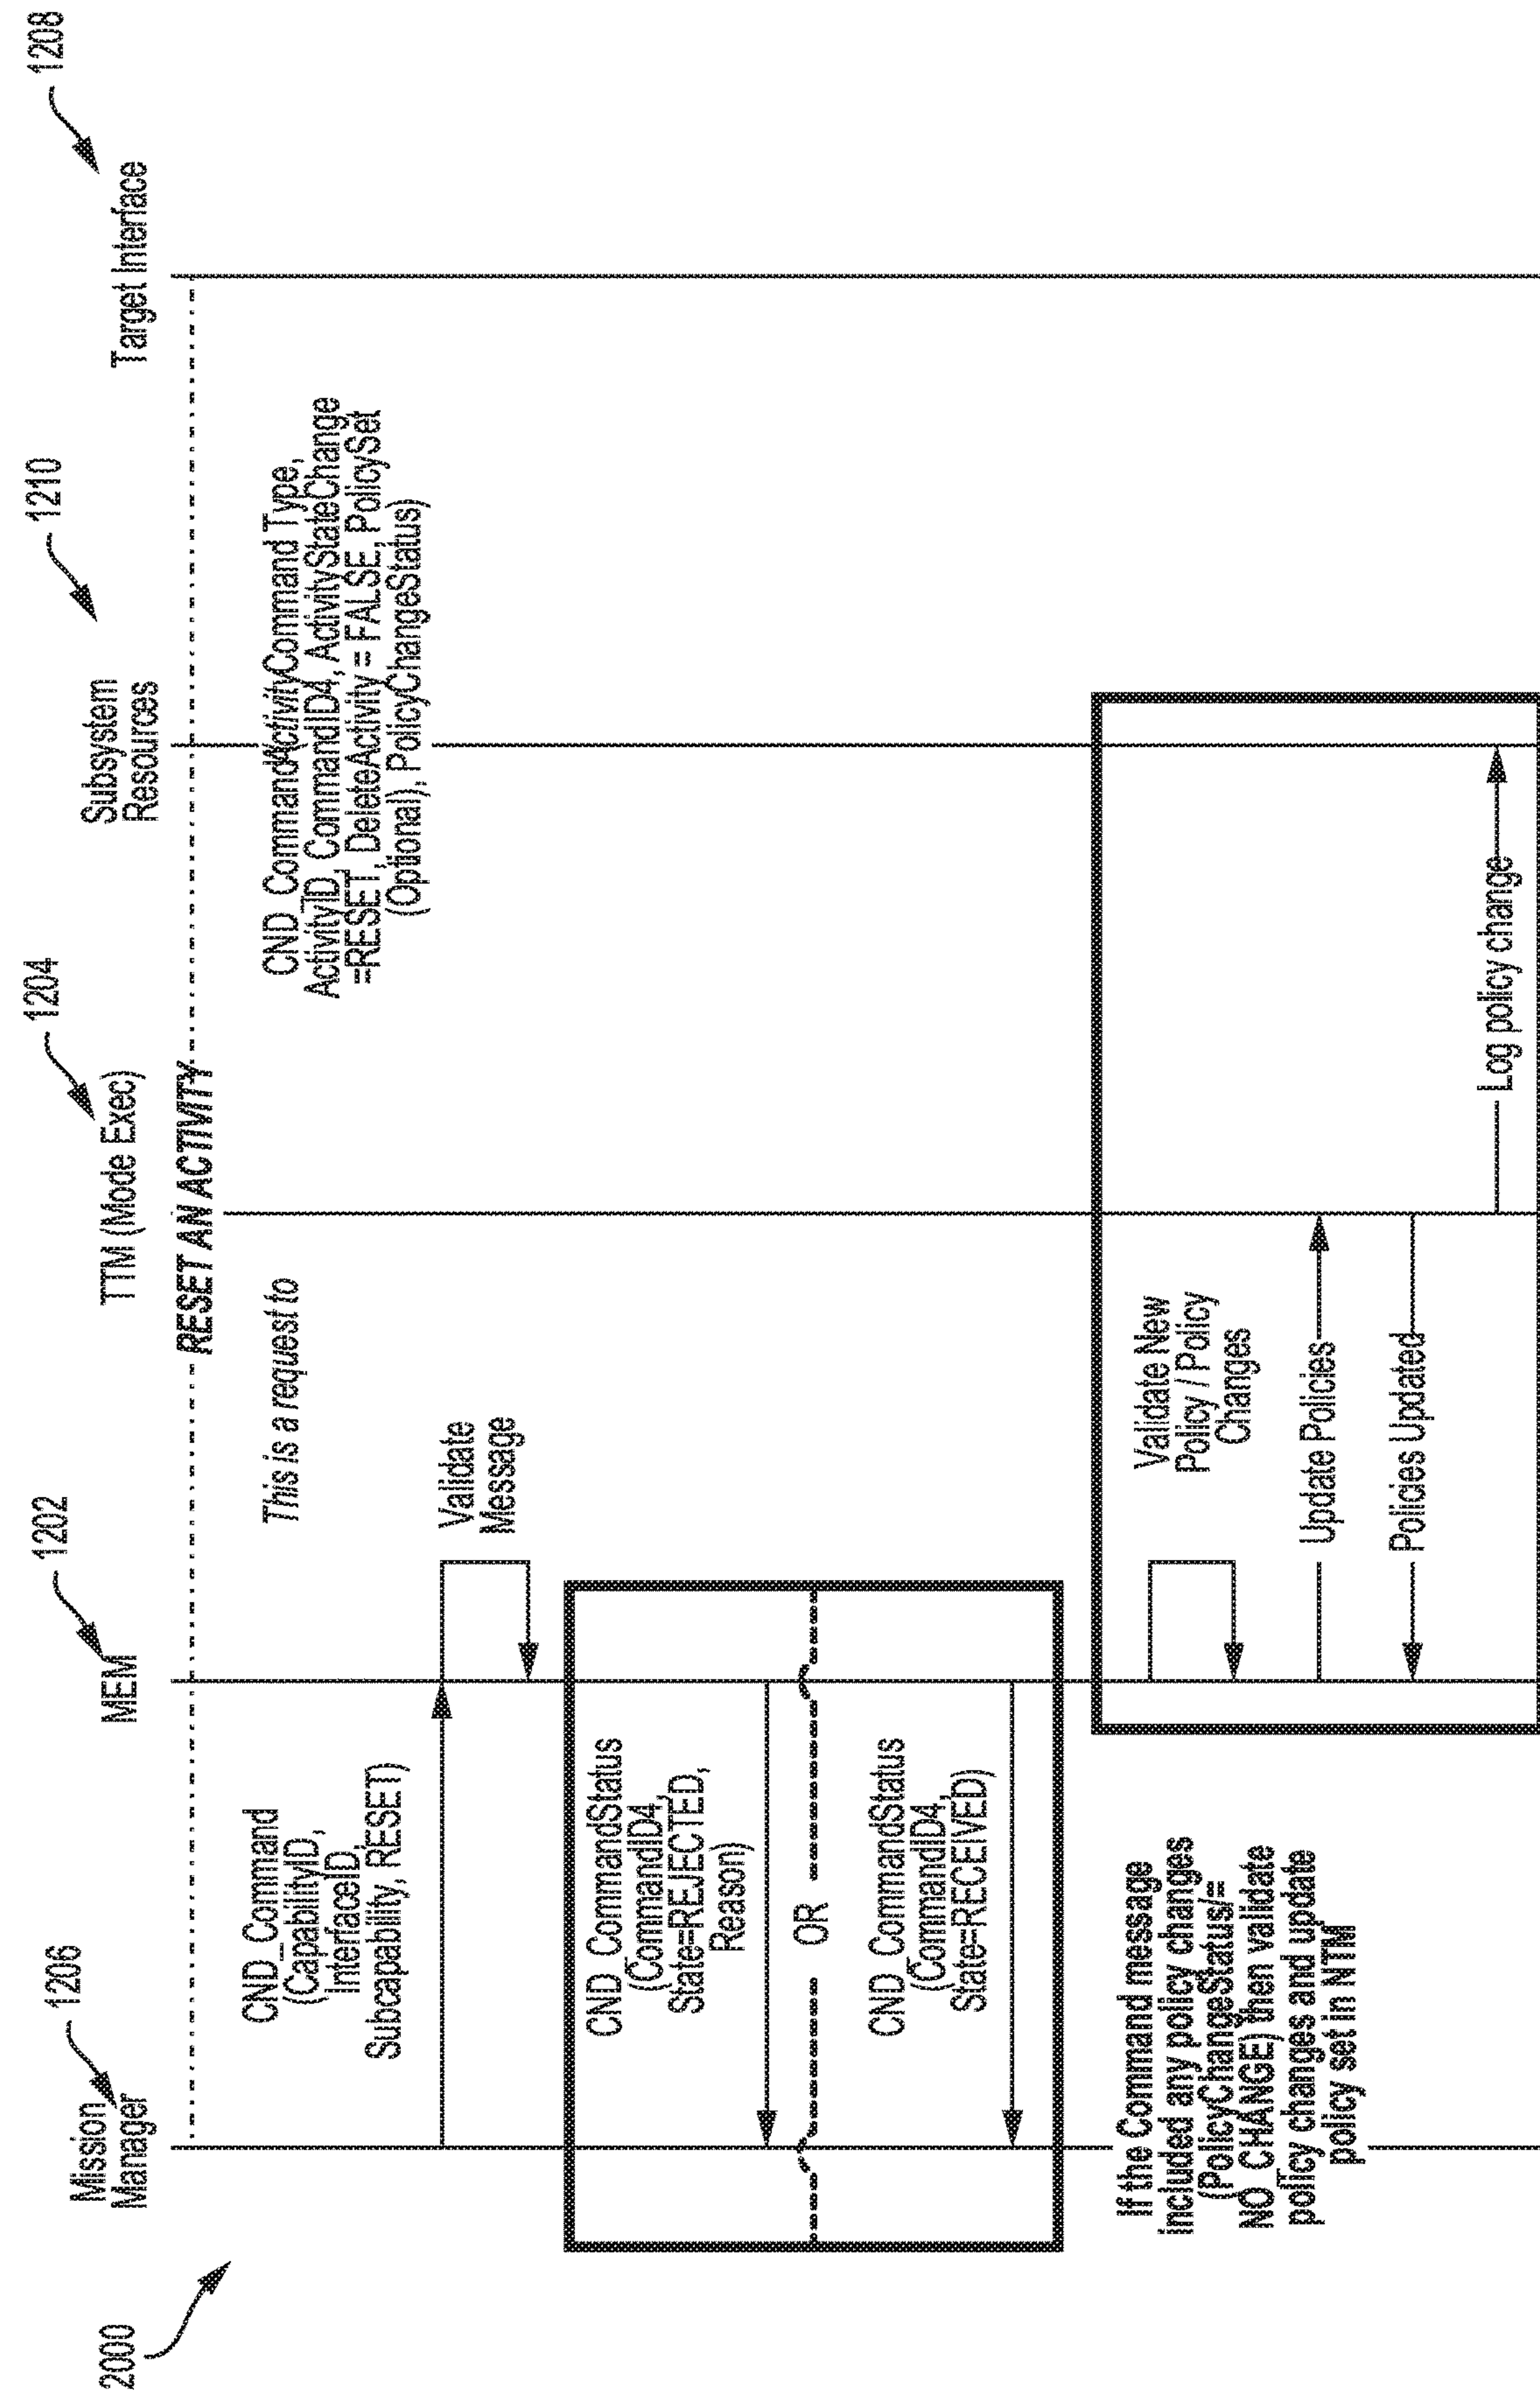 2000
Mission
Manager
1206
MEM
1202
TTM (Mode Exec)
1204
Subsystem
Resources
1210
Target Interface
1208
RESET AN ACTIVITY
CND_Command
(CapabilityID,
InterfaceID,
Subcapability, RESET)
This is a request to
CND_Command ActivityCommand Type,
ActivityID, CommandID4, ActivityStateChange
=RESET, DeleteActivity = FALSE, PolicySet
(Optional), PolicyChangeStatus)
Validate
Message
CND_CommandStatus
(CommandID4,
State=REJECTED,
Reason)
OR
CND_CommandStatus
(CommandID4,
State=RECEIVED)
If the Command message
included any policy changes
(PolicyChangeStatus/=
NO_CHANGE) then validate
policy changes and update
policy set in NTM
Validate New
Policy / Policy
Changes
Update Policies
Policies Updated
Log policy change